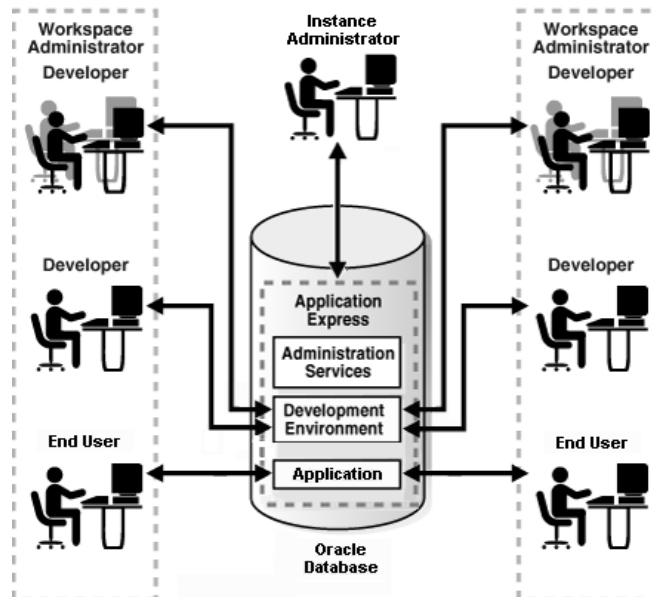 Workspace
Administrator
Developer
Instance
Administrator
Workspace
Administrator
Developer
Developer
Developer
Application
Express
Administration
Services
Development
Environment
End User
Application
End User
Oracle
Database